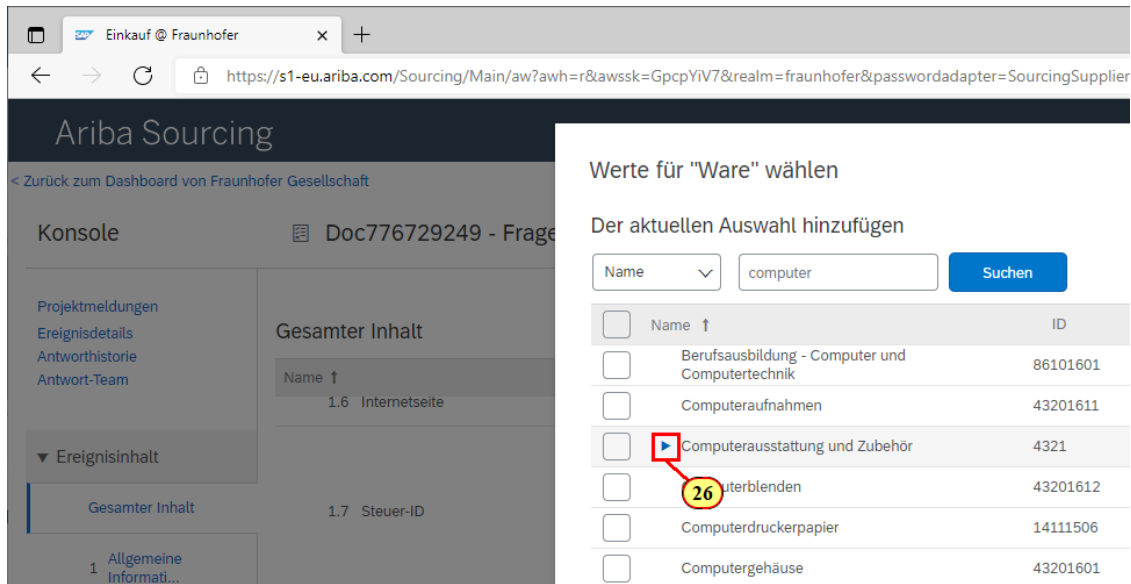 SAP Einkauf @ Fraunhofer
https://s1-eu.ariba.com/Sourcing/Main/aw?awh=r&awssk=GpcpYiV7&realm=fraunhofer&passwordadapter=SourcingSupplier
Ariba Sourcing
< Zurück zum Dashboard von Fraunhofer Gesellschaft
Konsole
Doc776729249 - Frage
Projektmeldungen
Ereignisdetails
Antworthistorie
Antwort-Team
Gesamter Inhalt
Name ↑
1.6 Internetseite
▼ Ereignisinhalt
Gesamter Inhalt
1.7 Steuer-ID
1 Allgemeine
Informati...
Werte für "Ware" wählen
Der aktuellen Auswahl hinzufügen
Name computer Suchen
Name ↑ ID
Berufsausbildung - Computer und
Computertechnik 86101601
Computeraufnahmen 43201611
Computerausstattung und Zubehör 4321
26 uterblenden 43201612
Computerdruckerpapier 14111506
Computergehäuse 43201601